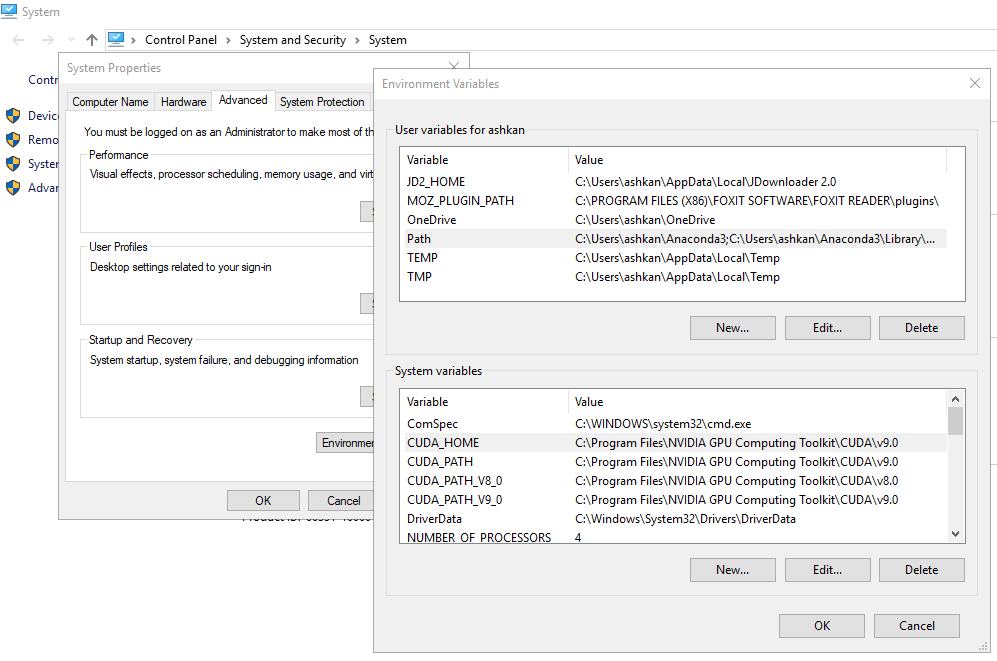 System
Control Panel > System and Security > System
Contr
Device
Remo
System
Advan
System Properties
Computer Name Hardware Advanced System Protection
You must be logged on as an Administrator to make most of th
Performance
Visual effects, processor scheduling, memory usage, and virt
User Profiles
Desktop settings related to your sign-in
Startup and Recovery
System startup, system failure, and debugging information
Environmen
OK Cancel
Environment Variables
User variables for ashkan
Variable Value
JD2_HOME C:\Users\ashkan\AppData\Local\JDownloader 2.0
MOZ_PLUGIN_PATH C:\PROGRAM FILES (X86)\FOXIT SOFTWARE\FOXIT READER\plugins\
OneDrive C:\Users\ashkan\OneDrive
Path C:\Users\ashkan\Anaconda3;C:\Users\ashkan\Anaconda3\Library\...
TEMP C:\Users\ashkan\AppData\Local\Temp
TMP C:\Users\ashkan\AppData\Local\Temp
New... Edit... Delete
System variables
Variable Value
ComSpec C:\WINDOWS\system32\cmd.exe
CUDA_HOME C:\Program Files\NVIDIA GPU Computing Toolkit\CUDA\v9.0
CUDA_PATH C:\Program Files\NVIDIA GPU Computing Toolkit\CUDA\v9.0
CUDA_PATH_V8_0 C:\Program Files\NVIDIA GPU Computing Toolkit\CUDA\v8.0
CUDA_PATH_V9_0 C:\Program Files\NVIDIA GPU Computing Toolkit\CUDA\v9.0
DriverData C:\Windows\System32\Drivers\DriverData
NUMBER_OF_PROCESSORS 4
New... Edit... Delete
OK Cancel